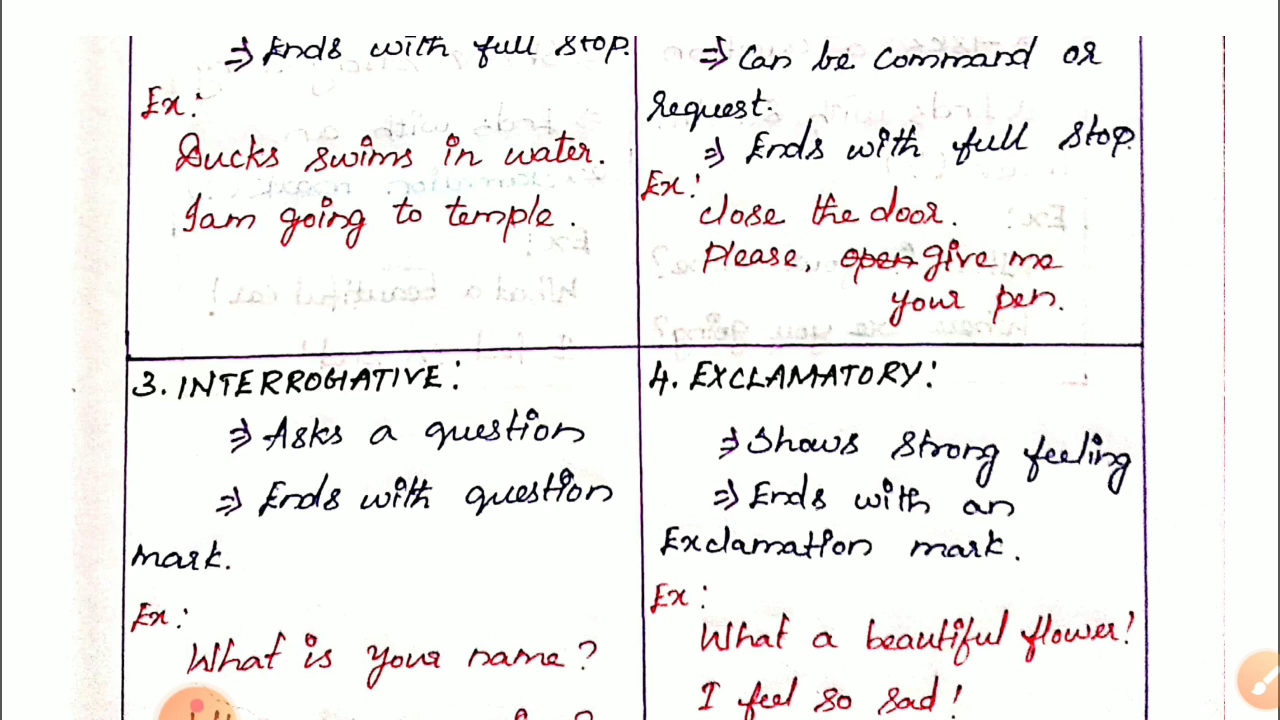 ⇒ Ends with full stop.
Ex:
Ducks swims in water.
I am going to temple.
⇒ Can be command or
request.
⇒ Ends with full stop.
Ex:
close the door.
Please, open give me
your pen.
3. INTERROGIATIVE:
⇒ Asks a question
⇒ Ends with question
mark.
Ex:
What is your name?
4. EXCLAMATORY:
⇒ Shows strong feeling
⇒ Ends with an
Exclamation mark.
Ex:
What a beautiful flower!
I feel so sad!